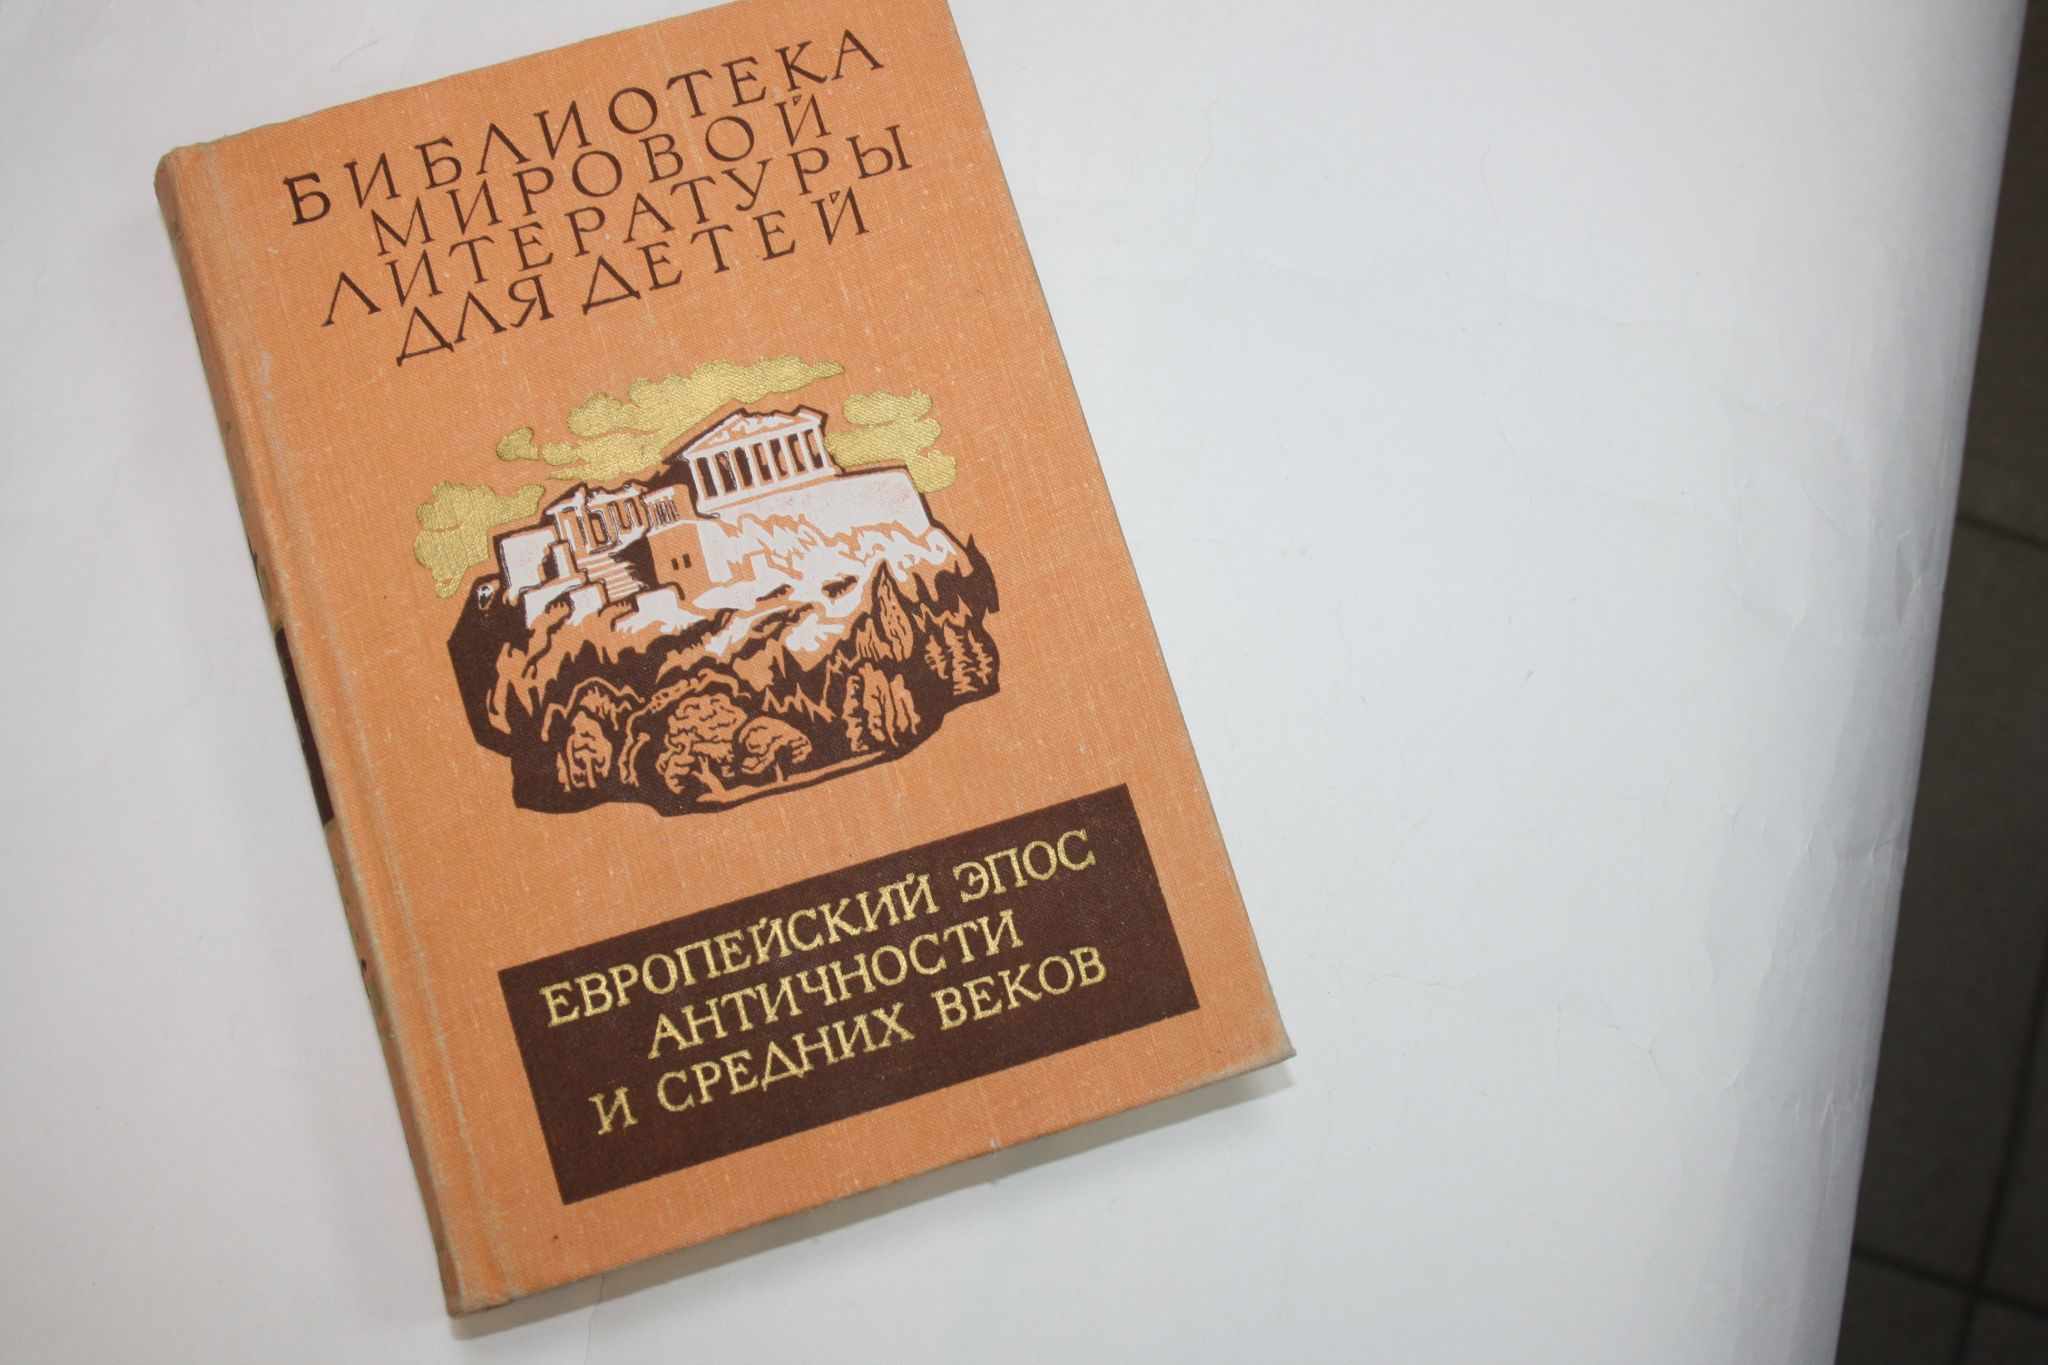 БИБЛИОТЕКА
МИРОВОЙ
ЛИТЕРАТУРЫ
ДЛЯ ДЕТЕЙ
ЕВРОПЕЙСКИЙ ЭПОС
АНТИЧНОСТИ
И СРЕДНИХ ВЕКОВ